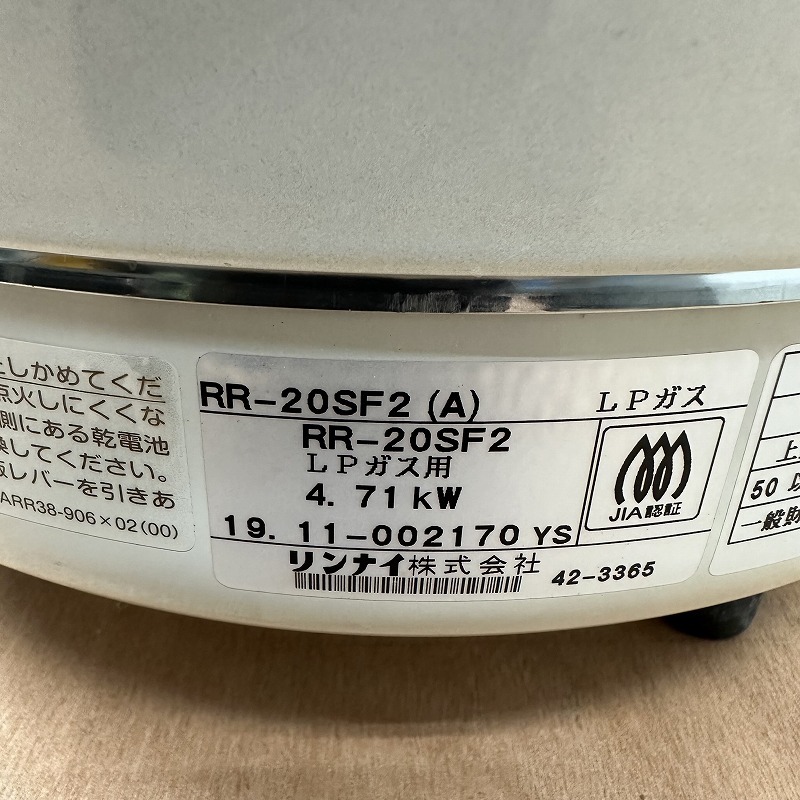 しかめてくだ
点火しにくくな
側にある乾電池
換してください。
レバーを引きあ
ARR38-906×02(00)
RR-20SF2 (A) LPガス
RR-20SF2
LPガス用
4. 71kW
19. 11-002170 YS
リンナイ株式会社
42-3365
JIA認証
上
50 以
一般財